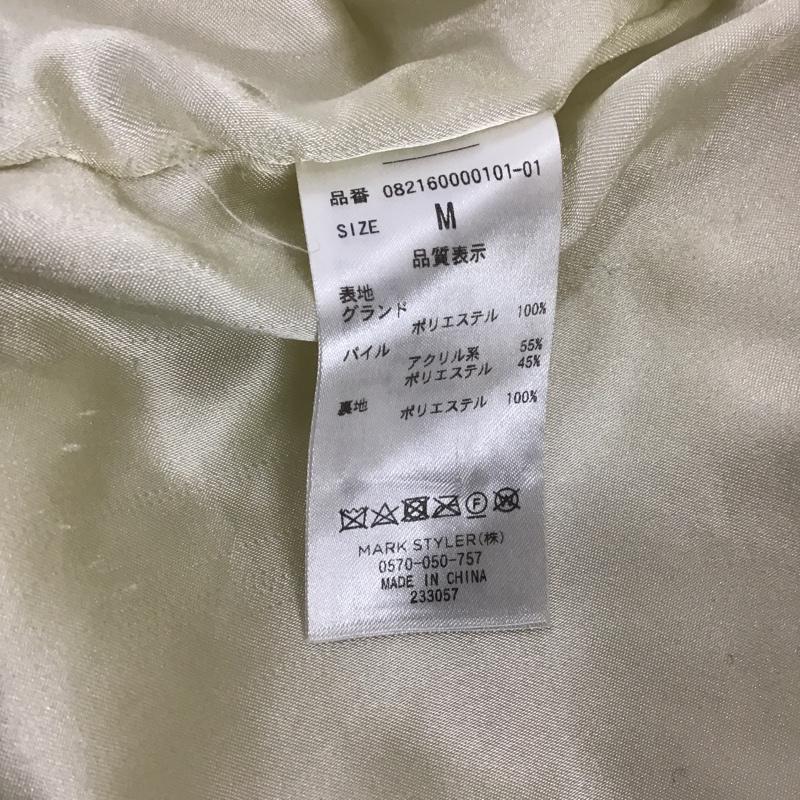 品番 082160000101-01
SIZE M
品質表示
表地
グランド ポリエステル 100%
パイル アクリル系 55%
ポリエステル 45%
裏地 ポリエステル 100%
F W
MARK STYLER(株)
0570-050-757
MADE IN CHINA
233057